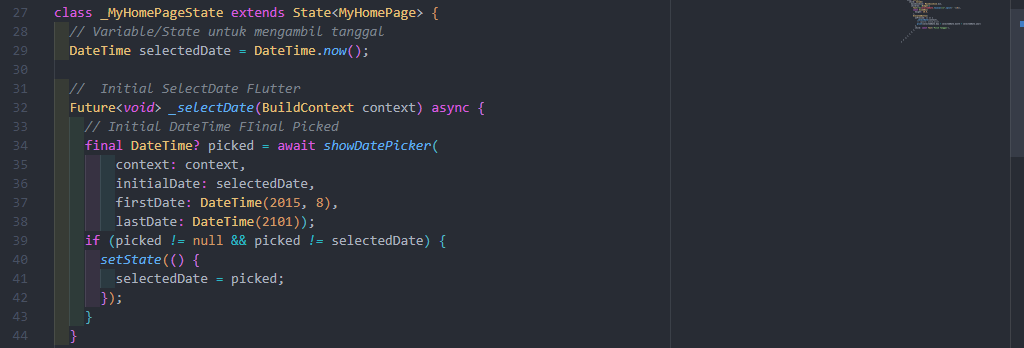 27 class _MyHomePageState extends State<MyHomePage> {
28 // Variable/State untuk mengambil tanggal
29 DateTime selectedDate = DateTime.now();
30
31 //  Initial SelectDate FLutter
32 Future<void> _selectDate(BuildContext context) async {
33 // Initial DateTime FIinal Picked
34 final DateTime? picked = await showDatePicker(
35 context: context,
36 initialDate: selectedDate,
37 firstDate: DateTime(2015, 8),
38 lastDate: DateTime(2101));
39 if (picked != null && picked != selectedDate) {
40 setState(() {
41 selectedDate = picked;
42 });
43 }
44 }